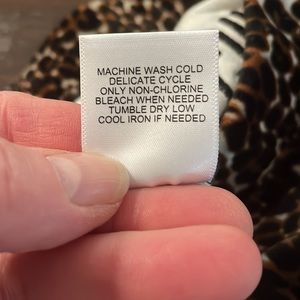 MACHINE WASH COLD
DELICATE CYCLE
ONLY NON-CHLORINE
BLEACH WHEN NEEDED
TUMBLE DRY LOW
COOL IRON IF NEEDED